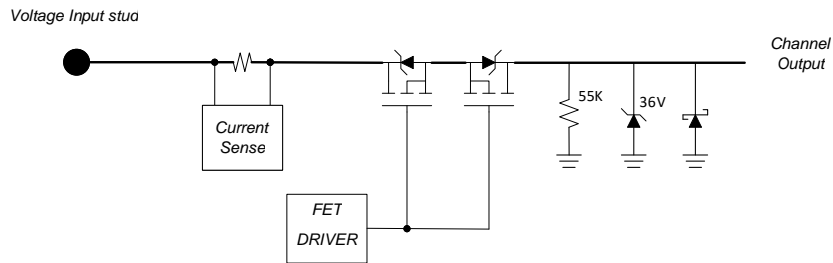 Voltage Input stud
Channel
Output
55K
36V
Current
Sense
FET
DRIVER